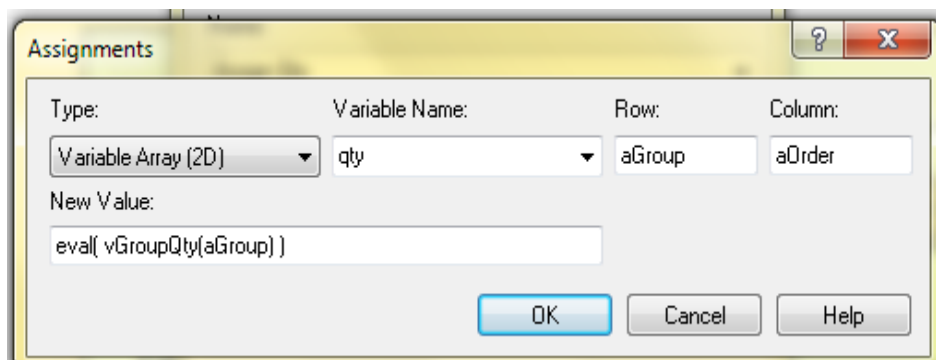 Assignments
Type: Variable Name: Row: Column:
Variable Array (2D) qty aGroup aOrder
New Value:
eval( vGroupQty(aGroup) )
OK Cancel Help